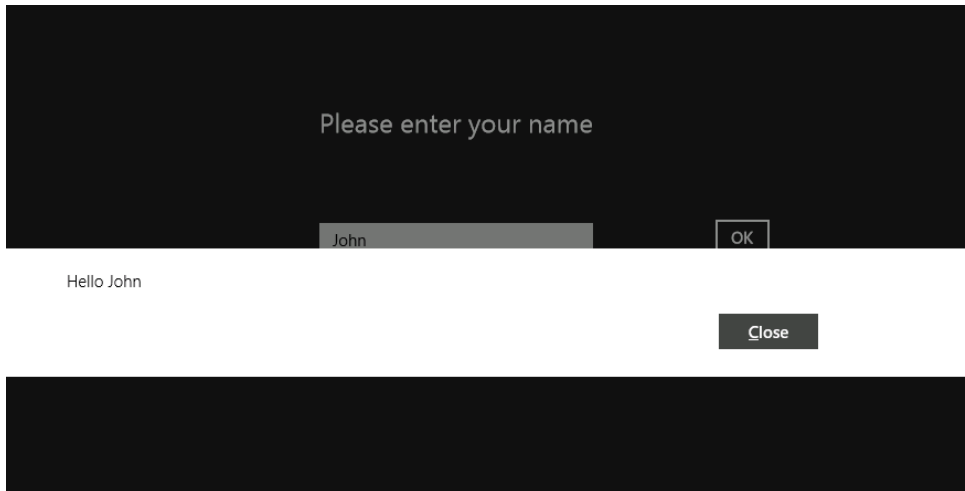 Please enter your name
John
OK
Hello John
Close